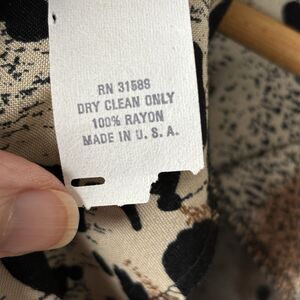 RN 31589
DRY CLEAN ONLY
100% RAYON
MADE IN U. S. A.